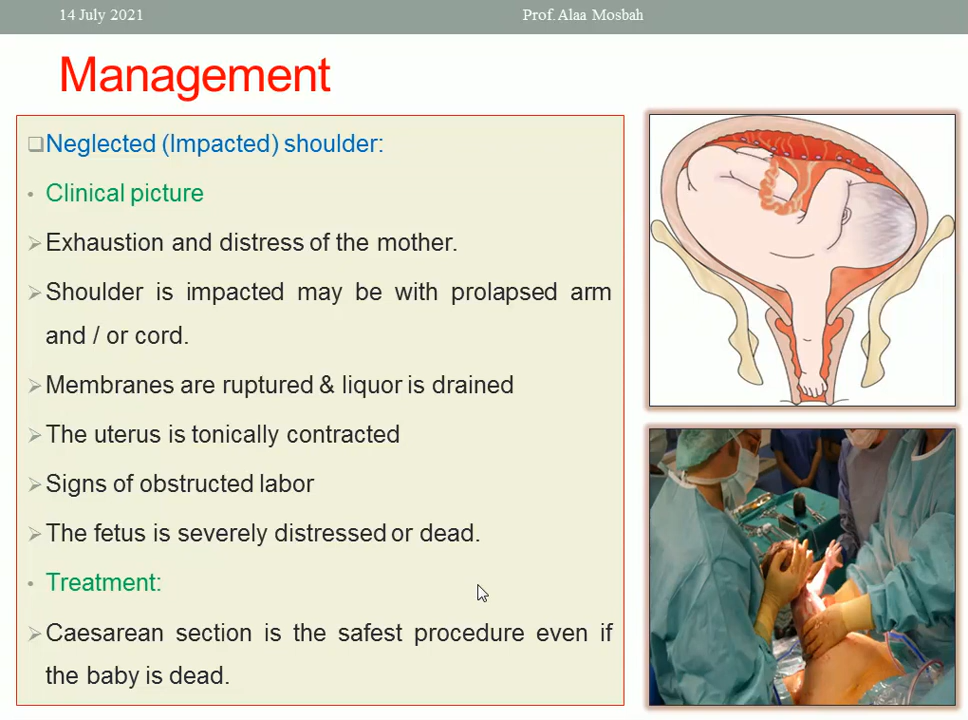 14 July 2021
Prof. Alaa Mosbah
Management
Neglected (Impacted) shoulder:
Clinical picture
Exhaustion and distress of the mother.
Shoulder is impacted may be with prolapsed arm
and / or cord.
Membranes are ruptured & liquor is drained
The uterus is tonically contracted
Signs of obstructed labor
The fetus is severely distressed or dead.
Treatment:
Caesarean section is the safest procedure even if
the baby is dead.